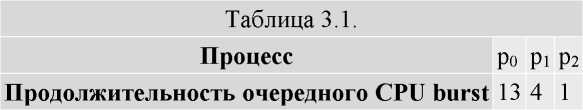 Таблица 3.1.
Процесс p₀ p₁ p₂
Продолжительность очередного CPU burst 13 4 1